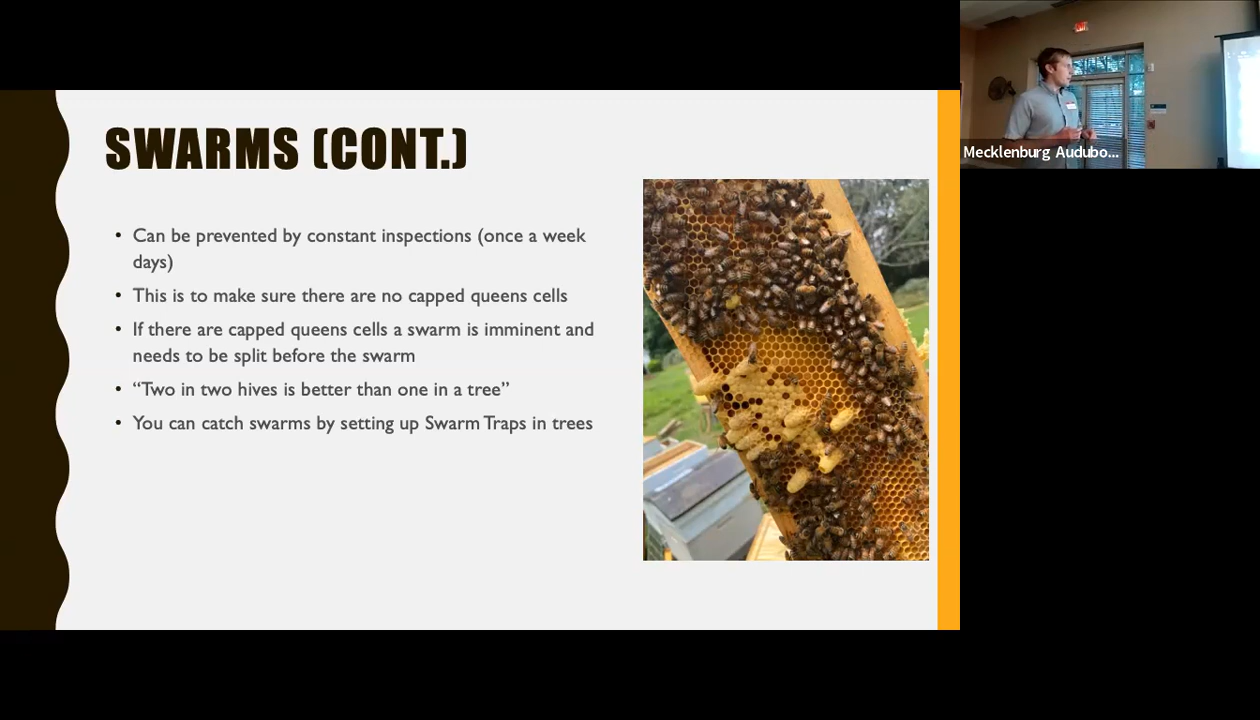 SWARMS (CONT.)
• Can be prevented by constant inspections (once a week
days)
• This is to make sure there are no capped queens cells
• If there are capped queens cells a swarm is imminent and
needs to be split before the swarm
• “Two in two hives is better than one in a tree”
• You can catch swarms by setting up Swarm Traps in trees
Mecklenburg Audubo...